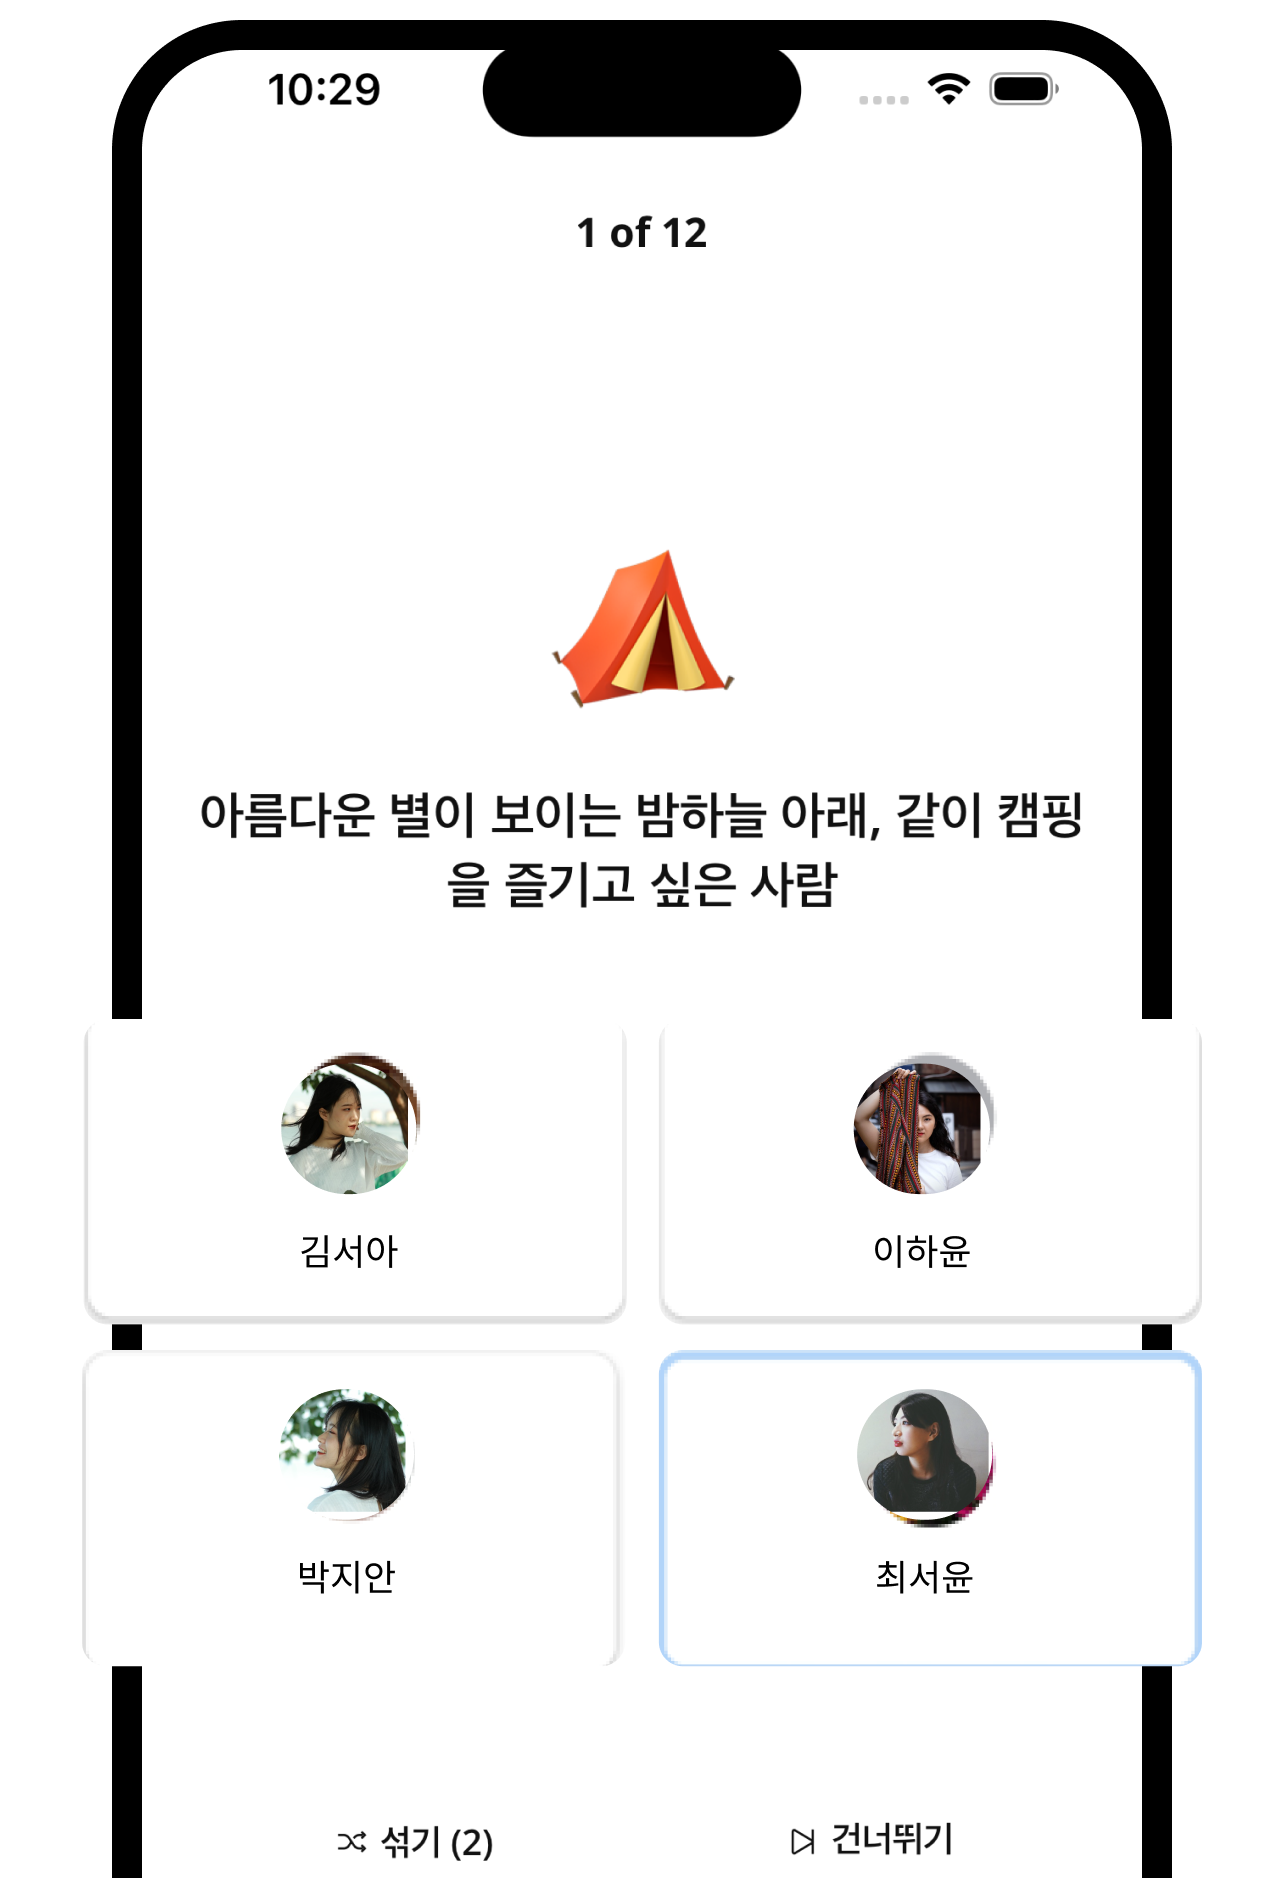 10:29
1 of 12
아름다운 별이 보이는 밤하늘 아래, 같이 캠핑
을 즐기고 싶은 사람
김서아
이하윤
박지안
최서윤
섞기 (2)
건너뛰기